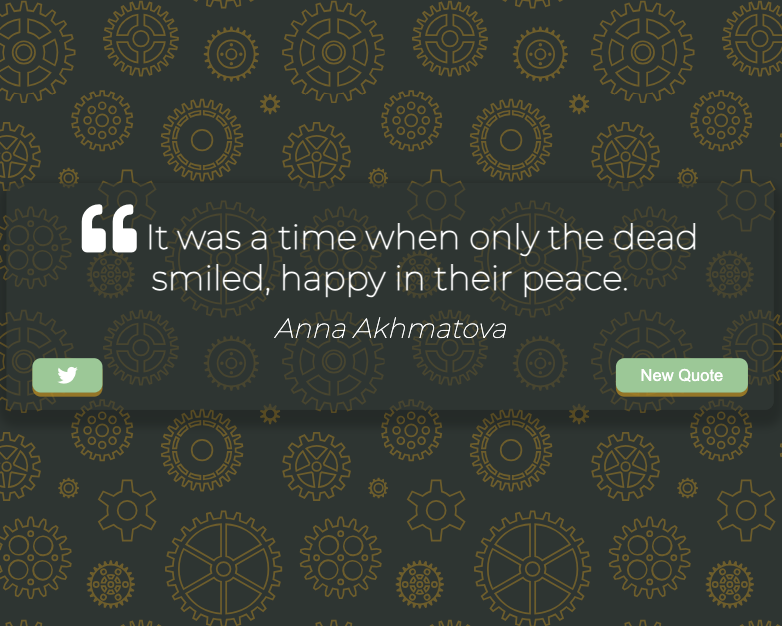 “ It was a time when only the dead
smiled, happy in their peace.
Anna Akhmatova
New Quote